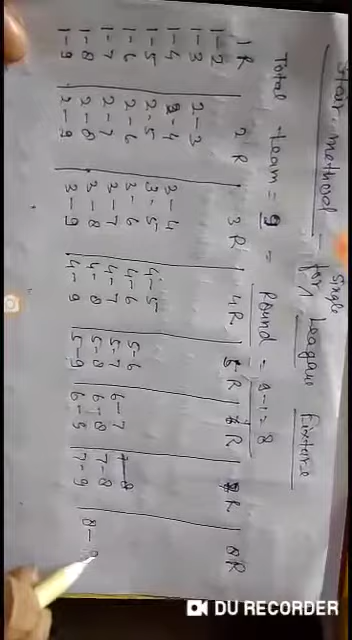 Stair method - for single League fixture
Total team = 9 = Round = 9-1=8
1R 2R 3R 4R 5R 6R 7R 8R
1-2
1-3 2-3
1-4 2-4 3-4
1-5 2-5 3-5 4-5
1-6 2-6 3-6 4-6 5-6
1-7 2-7 3-7 4-7 5-7 6-7
1-8 2-8 3-8 4-8 5-8 6-8 7-8
1-9 2-9 3-9 4-9 5-9 6-5 7-9 8-9
DU RECORDER